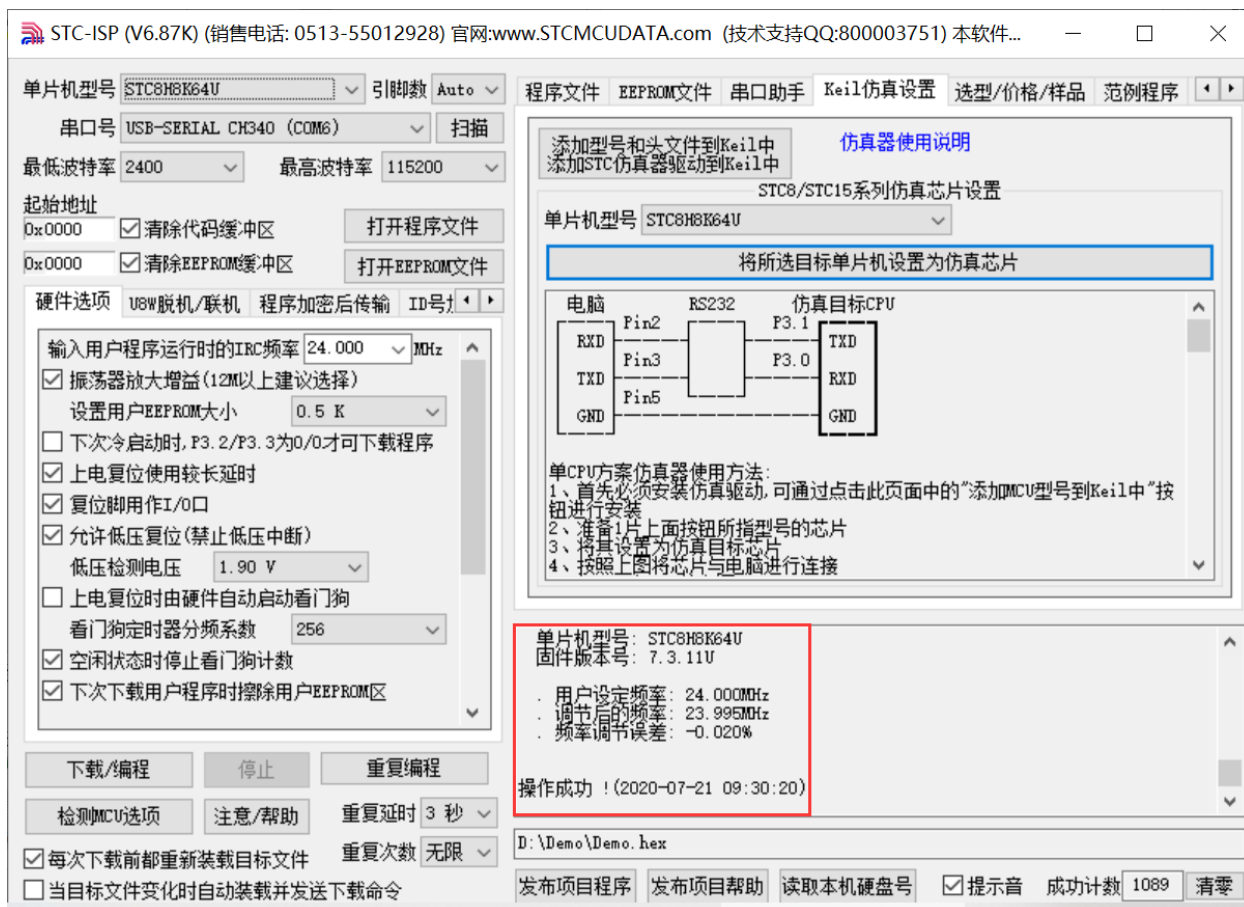 STC-ISP (V6.87K) (销售电话: 0513-55012928) 官网:www.STCMCUDATA.com (技术支持QQ:800003751) 本软件...
单片机型号 STC8H8K64U 引脚数 Auto
串口号 USB-SERIAL CH340 (COM6) 扫描
最低波特率 2400 最高波特率 115200
起始地址
0x0000 清除代码缓冲区 打开程序文件
0x0000 清除EEPROM缓冲区 打开EEPROM文件
硬件选项 U8W脱机/联机 程序加密后传输 ID号
输入用户程序运行时的IRC频率 24.000 MHz
振荡器放大增益(12M以上建议选择)
设置用户EEPROM大小 0.5 K
下次冷启动时,P3.2/P3.3为0/0才可下载程序
上电复位使用较长延时
复位脚用作I/O口
允许低压复位(禁止低压中断)
低压检测电压 1.90 V
上电复位时由硬件自动启动看门狗
看门狗定时器分频系数 256
空闲状态时停止看门狗计数
下次下载用户程序时擦除用户EEPROM区
下载/编程 停止 重复编程
检测MCU选项 注意/帮助 重复延时 3 秒
每次下载前都重新装载目标文件 重复次数 无限
当目标文件变化时自动装载并发送下载命令
程序文件 EEPROM文件 串口助手 Keil仿真设置 选型/价格/样品 范例程序
添加型号和头文件到Keil中
添加STC仿真器驱动到Keil中
仿真器使用说明
STC8/STC15系列仿真芯片设置
单片机型号 STC8H8K64U
将所选目标单片机设置为仿真芯片
电脑 RS232 仿真目标CPU
Pin2 P3.1
RXD TXD
Pin3 P3.0
TXD RXD
Pin5
GND GND
单CPU方案仿真器使用方法:
1、首先必须安装仿真驱动,可通过点击此页面中的"添加MCU型号到Keil中"按
钮进行安装
2、准备1片上面按钮所指型号的芯片
3、将其设置为仿真目标芯片
4、按照上图将芯片与电脑进行连接
单片机型号: STC8H8K64U
固件版本号: 7.3.11U
. 用户设定频率: 24.000MHz
. 调节后的频率: 23.995MHz
. 频率调节误差: -0.020%
操作成功 !(2020-07-21 09:30:20)
D:\Demo\Demo.hex
发布项目程序 发布项目帮助 读取本机硬盘号 提示音 成功计数 1089 清零